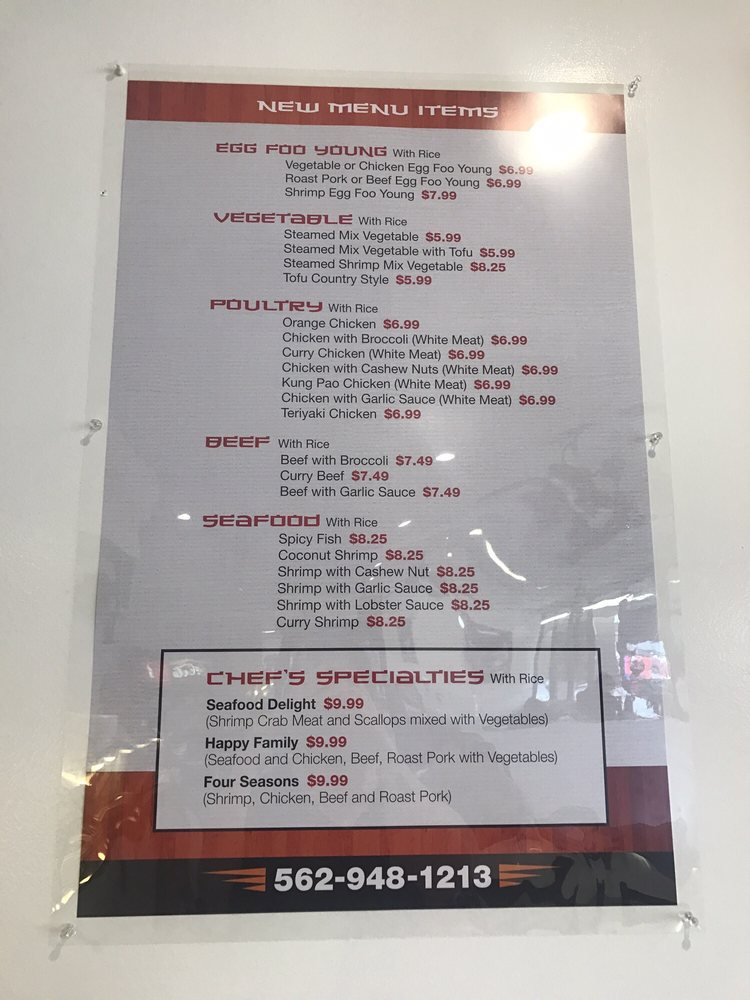 NEW MENU ITEMS
EGG FOO YOUNG With Rice
Vegetable or Chicken Egg Foo Young $6.99
Roast Pork or Beef Egg Foo Young $6.99
Shrimp Egg Foo Young $7.99
VEGETABLE With Rice
Steamed Mix Vegetable $5.99
Steamed Mix Vegetable with Tofu $5.99
Steamed Shrimp Mix Vegetable $8.25
Tofu Country Style $5.99
POULTRY With Rice
Orange Chicken $6.99
Chicken with Broccoli (White Meat) $6.99
Curry Chicken (White Meat) $6.99
Chicken with Cashew Nuts (White Meat) $6.99
Kung Pao Chicken (White Meat) $6.99
Chicken with Garlic Sauce (White Meat) $6.99
Teriyaki Chicken $6.99
BEEF With Rice
Beef with Broccoli $7.49
Curry Beef $7.49
Beef with Garlic Sauce $7.49
SEAFOOD With Rice
Spicy Fish $8.25
Coconut Shrimp $8.25
Shrimp with Cashew Nut $8.25
Shrimp with Garlic Sauce $8.25
Shrimp with Lobster Sauce $8.25
Curry Shrimp $8.25
CHEF'S SPECIALTIES With Rice
Seafood Delight $9.99
(Shrimp Crab Meat and Scallops mixed with Vegetables)
Happy Family $9.99
(Seafood and Chicken, Beef, Roast Pork with Vegetables)
Four Seasons $9.99
(Shrimp, Chicken, Beef and Roast Pork)
562-948-1213